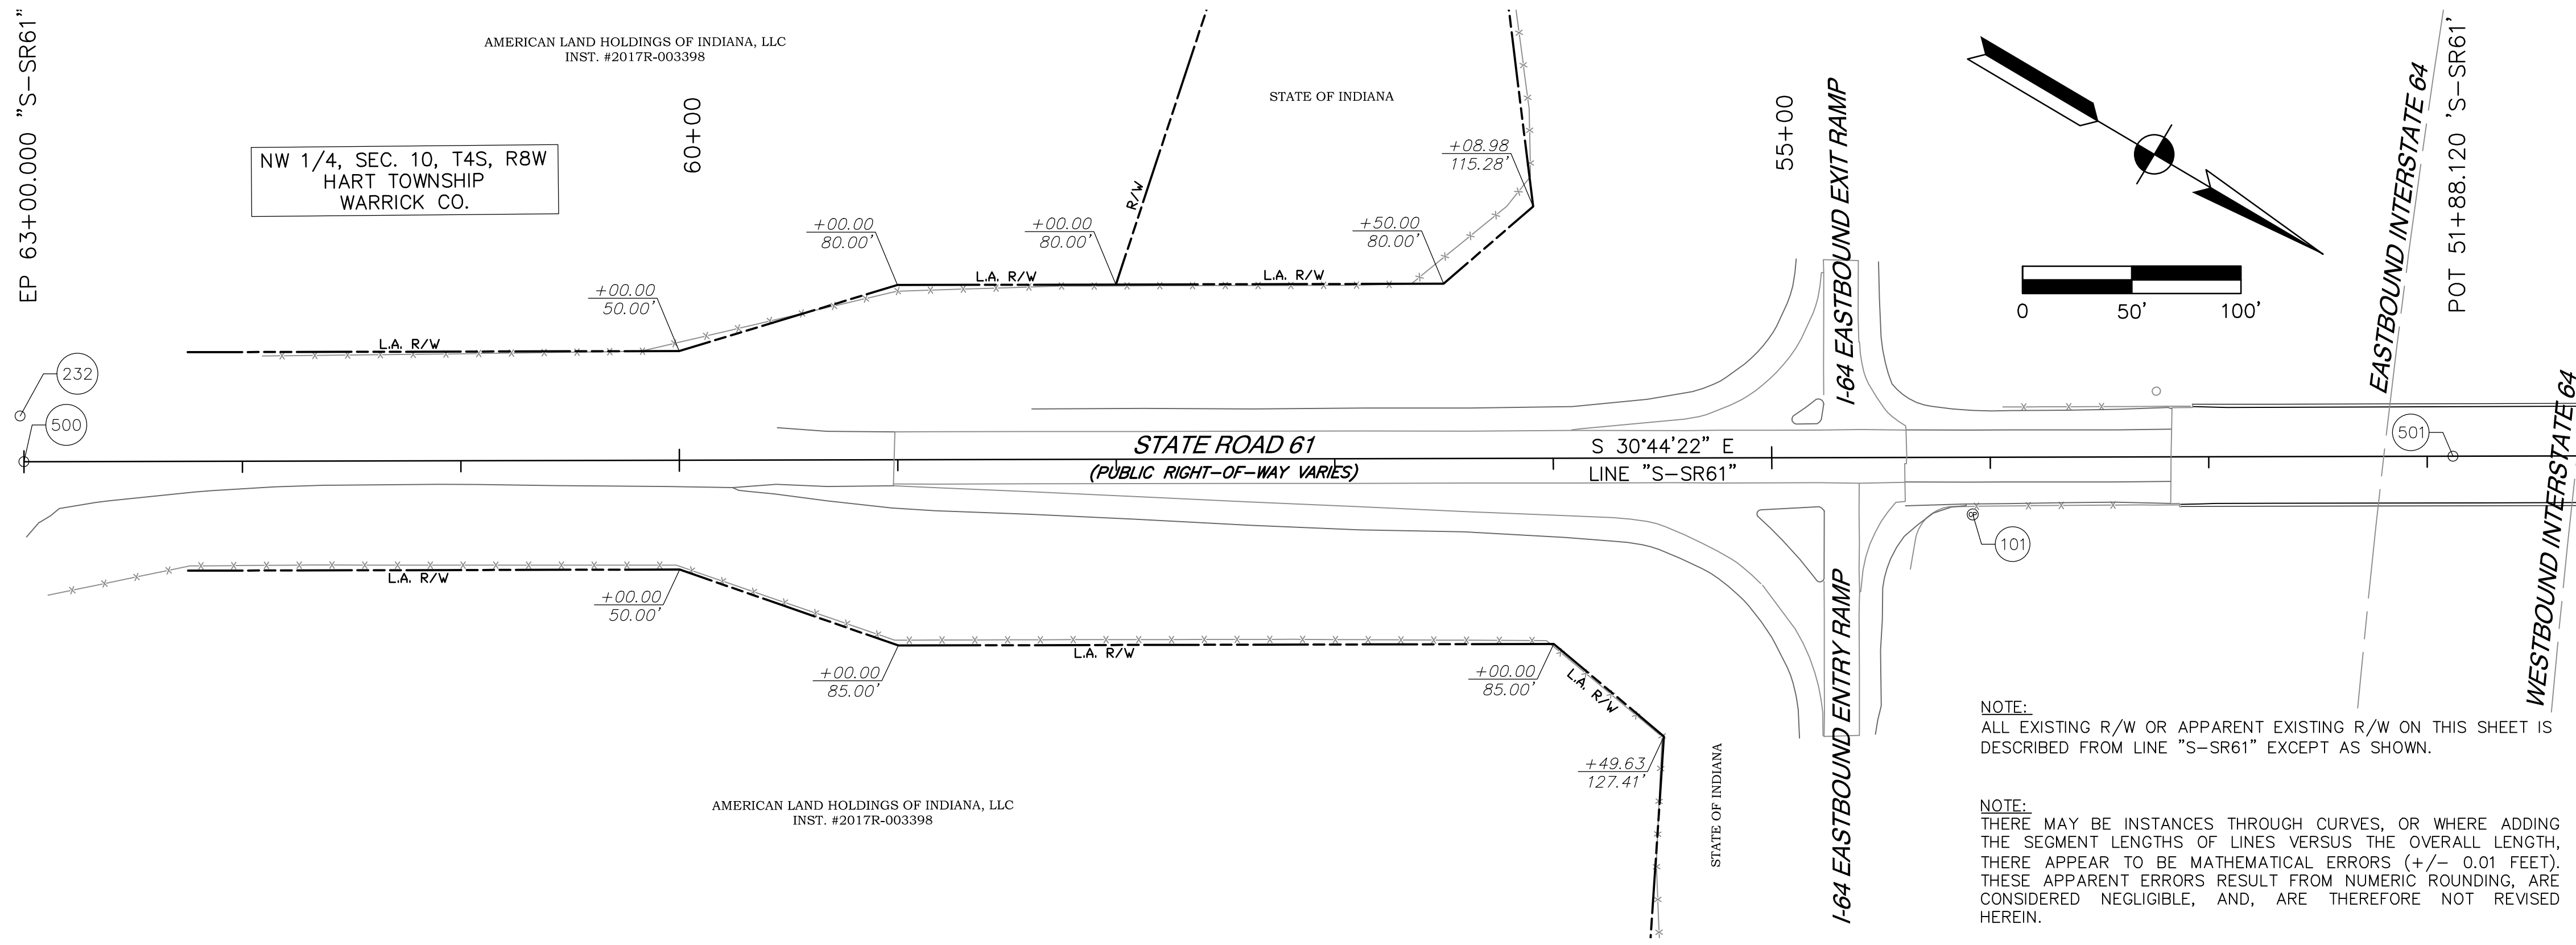 EP 63+00.000 "S-SR61"
AMERICAN LAND HOLDINGS OF INDIANA, LLC
INST. #2017R-003398
NW 1/4, SEC. 10, T4S, R8W
HART TOWNSHIP
WARRICK CO.
60+00
STATE OF INDIANA
R/W
+08.98
115.28'
55+00
I-64 EASTBOUND EXIT RAMP
EASTBOUND INTERSTATE 64
POT 51+88.120 'S-SR61'
0 50' 100'
+00.00
50.00'
+00.00
80.00'
+00.00
80.00'
+50.00
80.00'
L.A. R/W
L.A. R/W
L.A. R/W
232
500
STATE ROAD 61
(PUBLIC RIGHT-OF-WAY VARIES)
S 30°44'22" E
LINE "S-SR61"
501
WESTBOUND INTERSTATE 64
101
L.A. R/W
+00.00
50.00'
+00.00
85.00'
L.A. R/W
+00.00
85.00'
L.A. R/W
+49.63
127.41'
STATE OF INDIANA
I-64 EASTBOUND ENTRY RAMP
AMERICAN LAND HOLDINGS OF INDIANA, LLC
INST. #2017R-003398
NOTE:
ALL EXISTING R/W OR APPARENT EXISTING R/W ON THIS SHEET IS
DESCRIBED FROM LINE "S-SR61" EXCEPT AS SHOWN.
NOTE:
THERE MAY BE INSTANCES THROUGH CURVES, OR WHERE ADDING
THE SEGMENT LENGTHS OF LINES VERSUS THE OVERALL LENGTH,
THERE APPEAR TO BE MATHEMATICAL ERRORS (+/- 0.01 FEET).
THESE APPARENT ERRORS RESULT FROM NUMERIC ROUNDING, ARE
CONSIDERED NEGLIGIBLE, AND, ARE THEREFORE NOT REVISED
HEREIN.